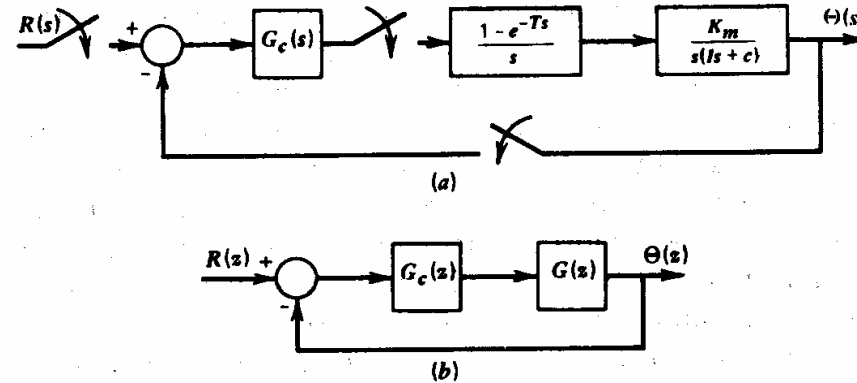 R(s)
+
-
G_c(s)
1 - e^{-Ts}
s
K_m
s(Is + c)
(-)(s
(a)
R(z)
+
-
G_c(z)
G(z)
Θ(z)
(b)